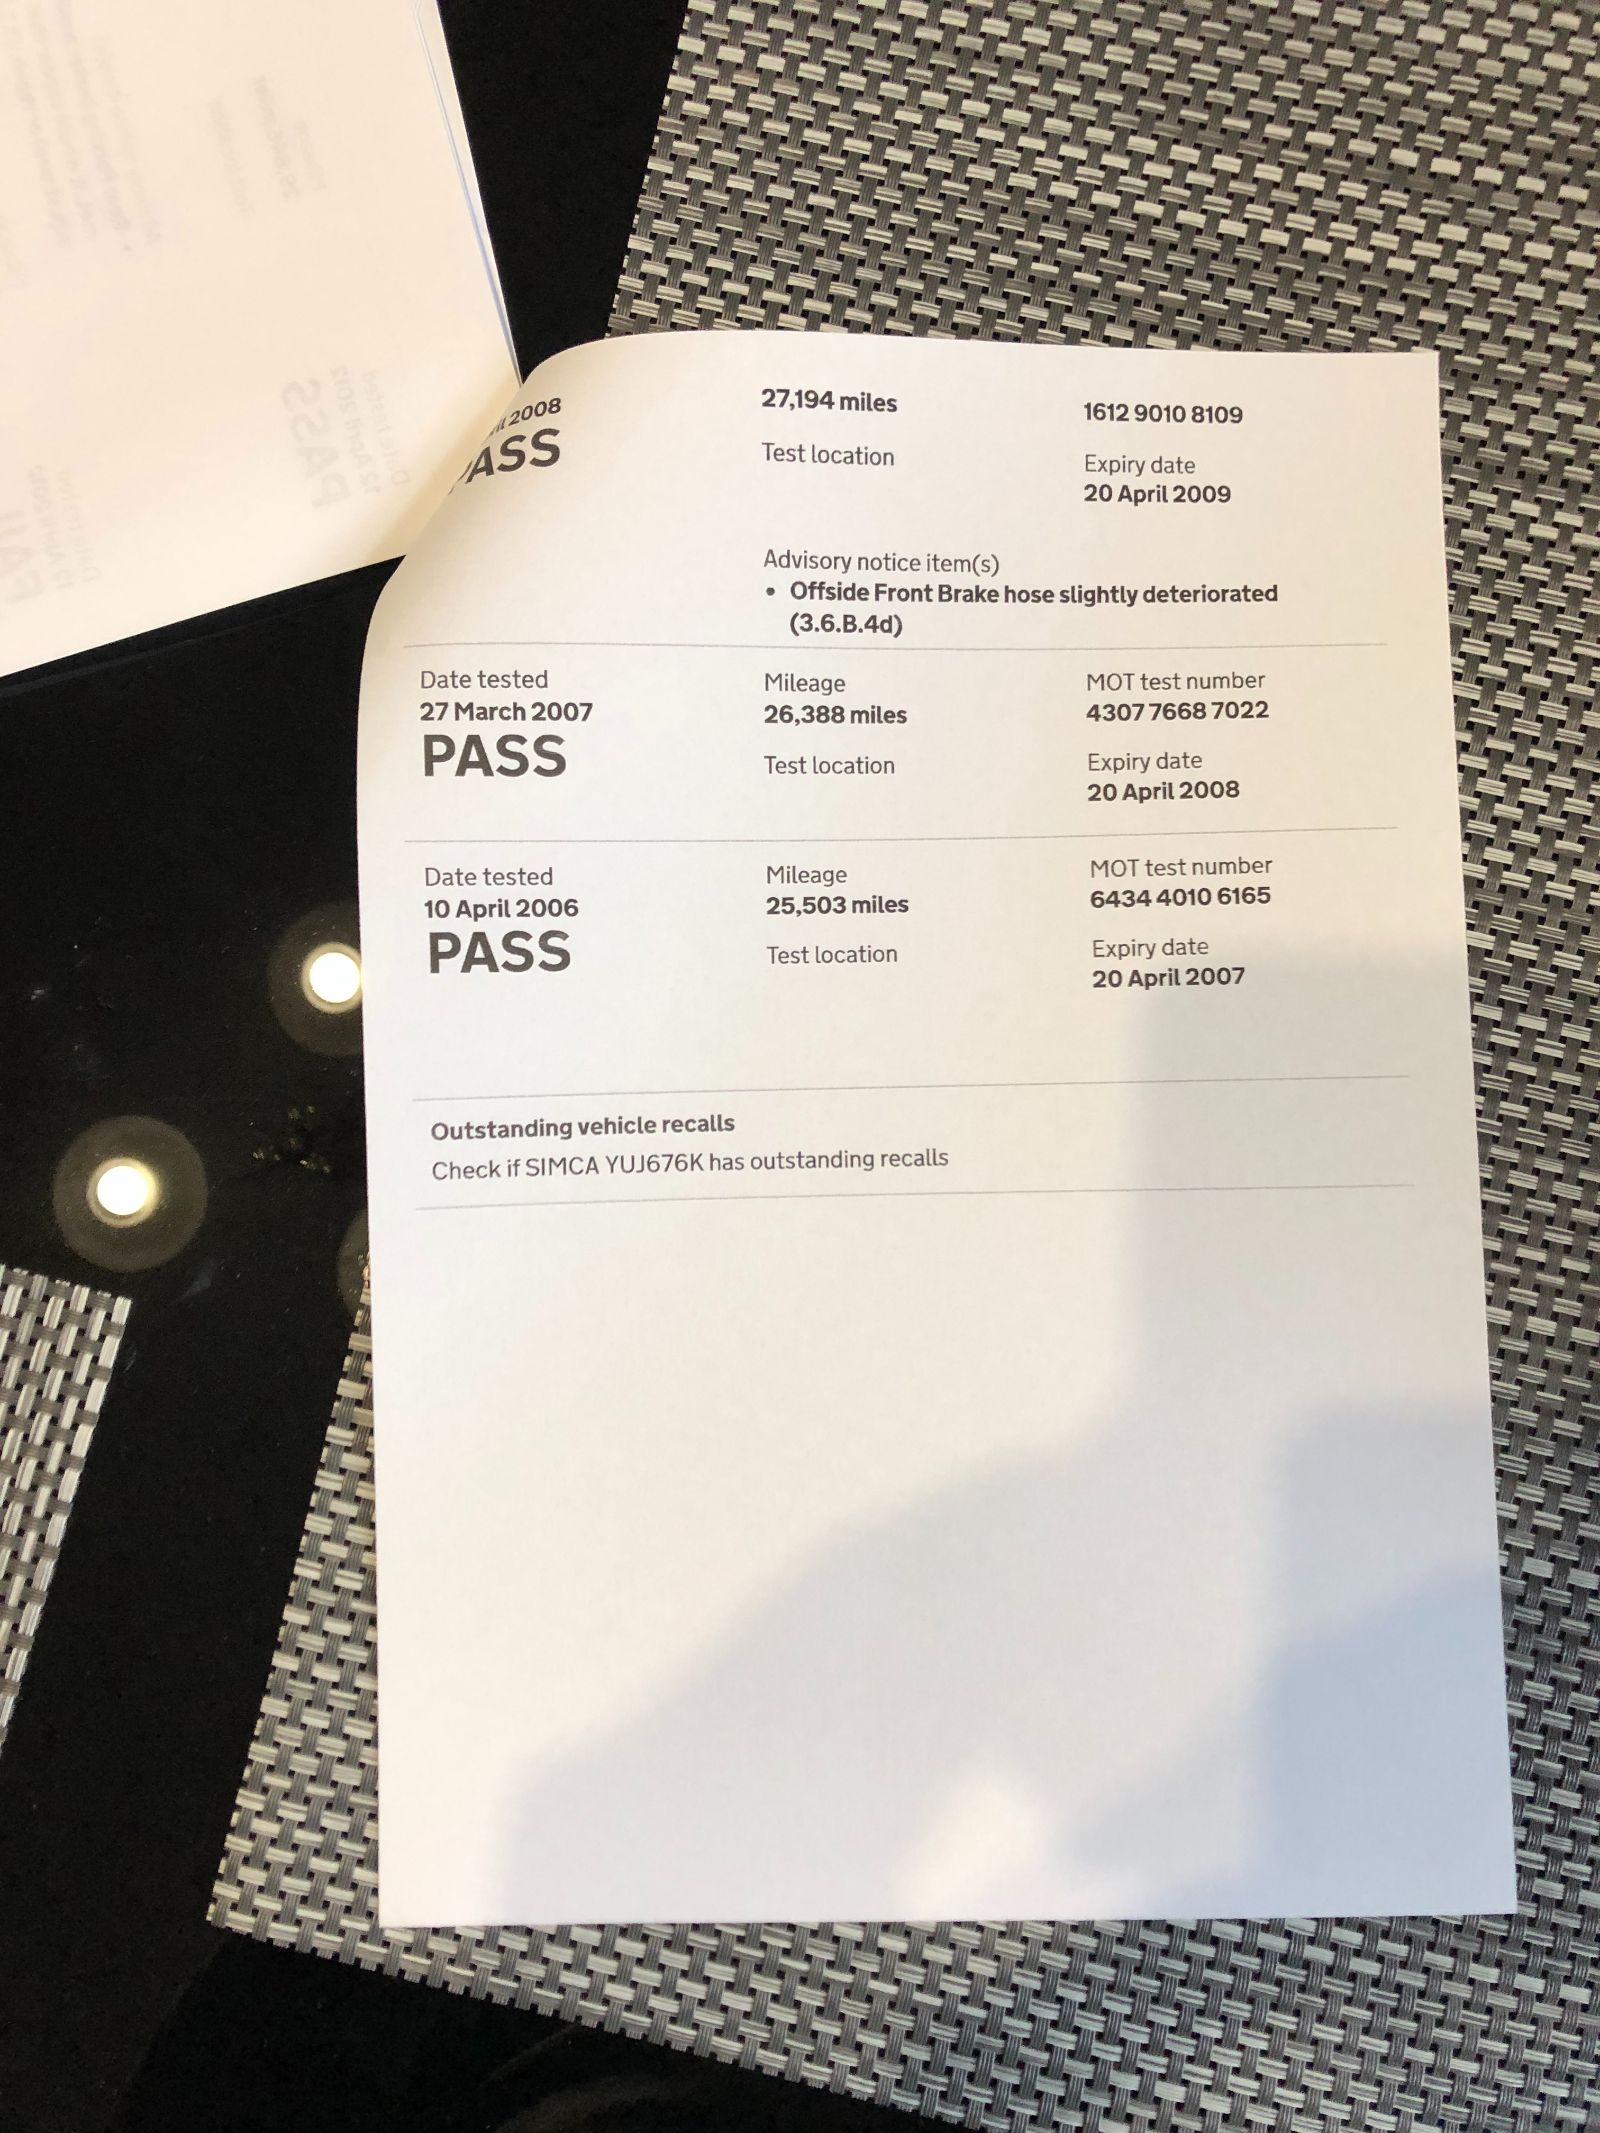 2008
PASS
27,194 miles
Test location
1612 9010 8109
Expiry date
20 April 2009
Advisory notice item(s)
• Offside Front Brake hose slightly deteriorated
(3.6.B.4d)
Date tested
27 March 2007
PASS
Mileage
26,388 miles
Test location
MOT test number
4307 7668 7022
Expiry date
20 April 2008
Date tested
10 April 2006
PASS
Mileage
25,503 miles
Test location
MOT test number
6434 4010 6165
Expiry date
20 April 2007
Outstanding vehicle recalls
Check if SIMCA YUJ676K has outstanding recalls